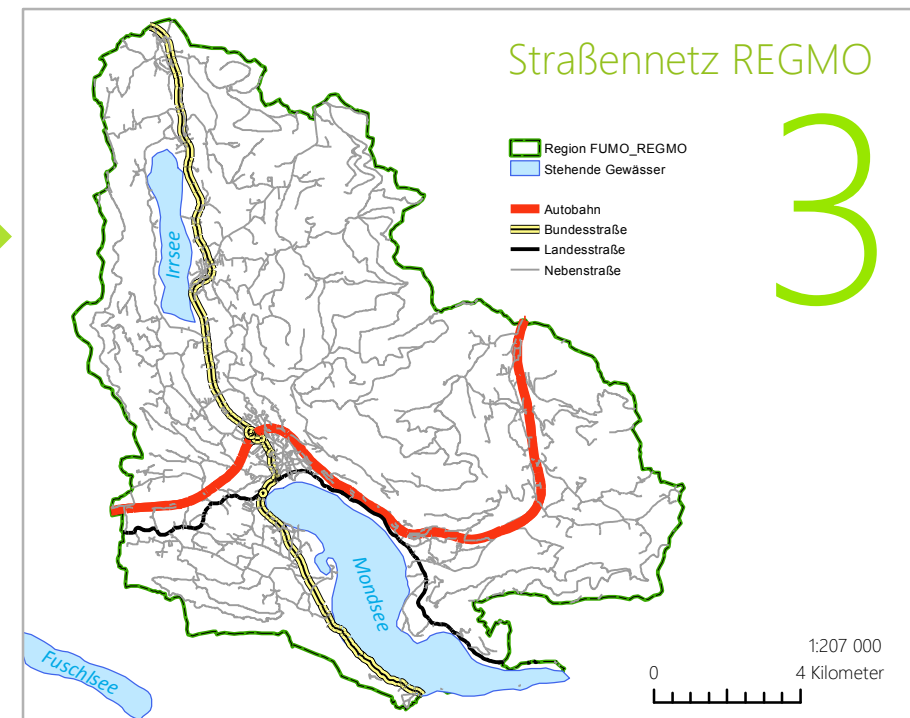 Straßennetz REGMO
3
Region FUMO_REGMO
Stehende Gewässer
Autobahn
Bundesstraße
Landesstraße
Nebenstraße
Irrsee
Mondsee
Fuschlsee
1:207 000
0 4 Kilometer